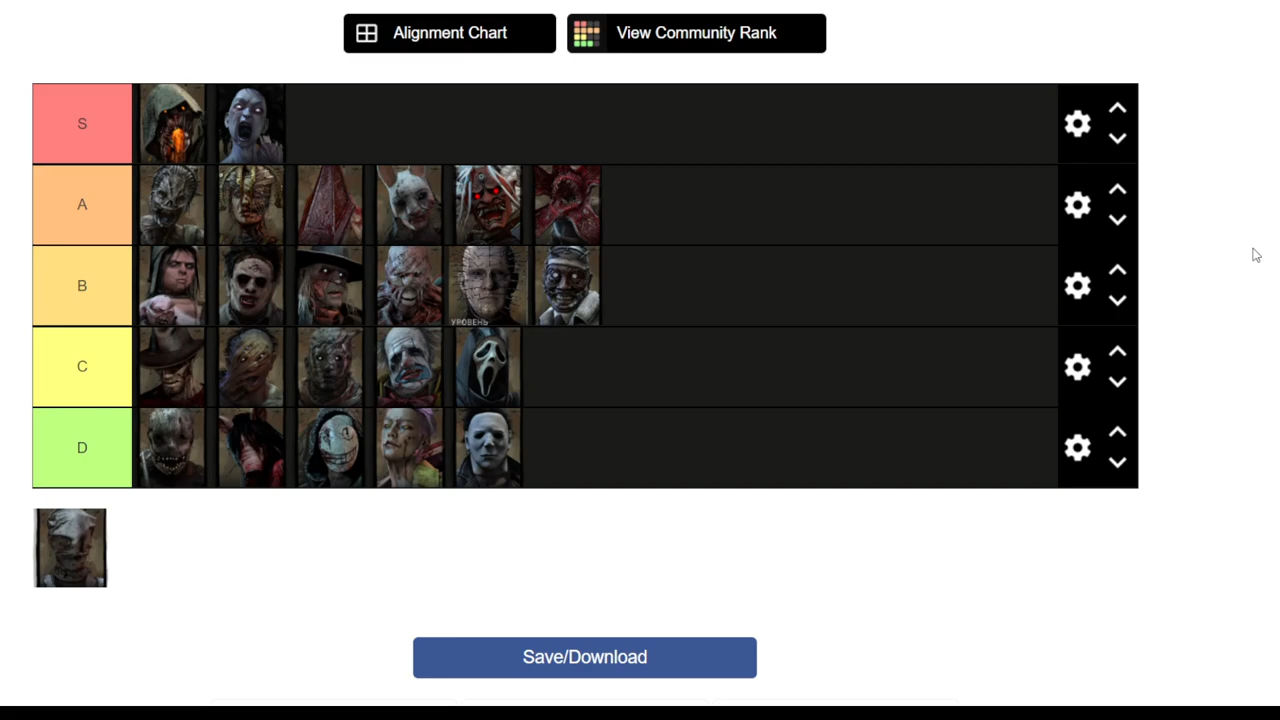 Alignment Chart
View Community Rank
S
A
B
УРОВЕНЬ
C
D
Save/Download